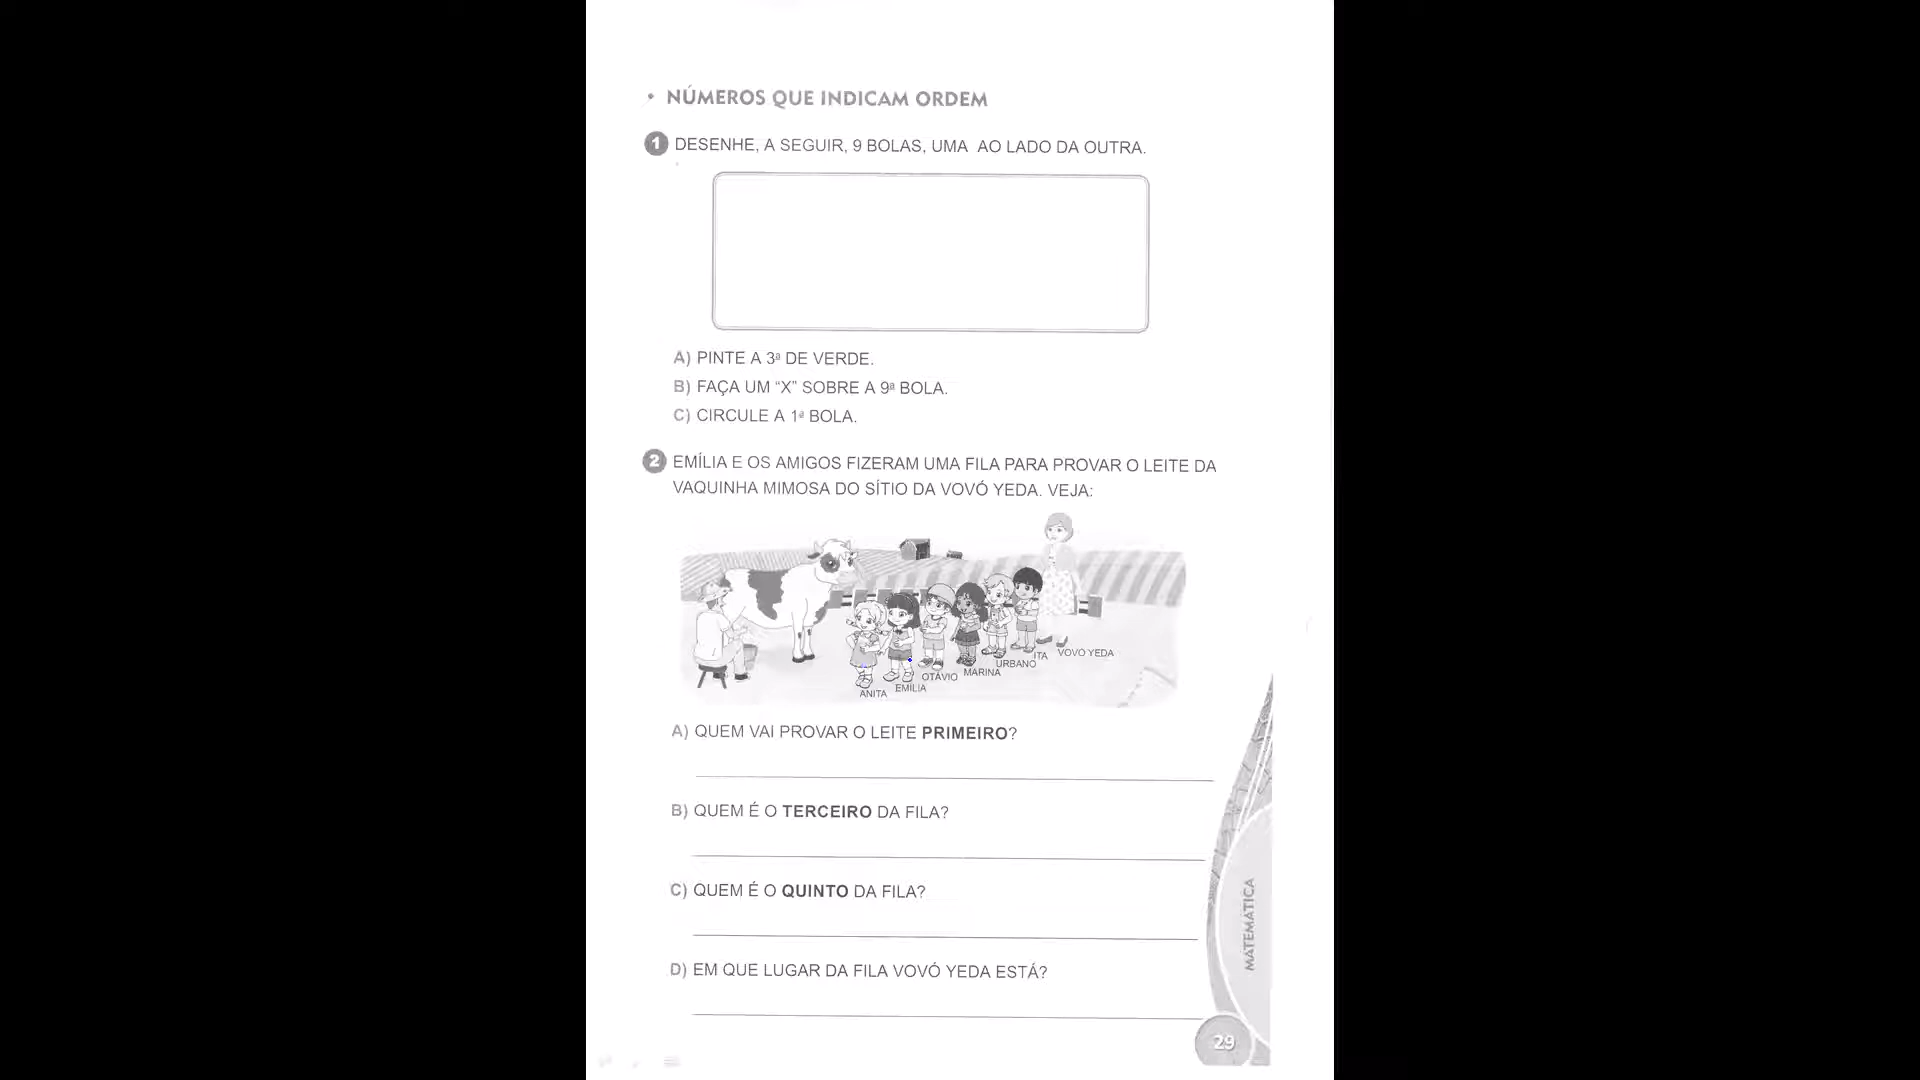 • NÚMEROS QUE INDICAM ORDEM
1 DESENHE, A SEGUIR, 9 BOLAS, UMA AO LADO DA OUTRA.
A) PINTE A 3ª DE VERDE.
B) FAÇA UM “X” SOBRE A 9ª BOLA.
C) CIRCULE A 1ª BOLA.
2 EMÍLIA E OS AMIGOS FIZERAM UMA FILA PARA PROVAR O LEITE DA
VAQUINHA MIMOSA DO SÍTIO DA VOVÓ YEDA. VEJA:
ANITA
EMÍLIA
OTÁVIO
MARINA
URBANO
ITA
VOVO YEDA
A) QUEM VAI PROVAR O LEITE PRIMEIRO?
B) QUEM É O TERCEIRO DA FILA?
C) QUEM É O QUINTO DA FILA?
D) EM QUE LUGAR DA FILA VOVÓ YEDA ESTÁ?
MATEMÁTICA
29